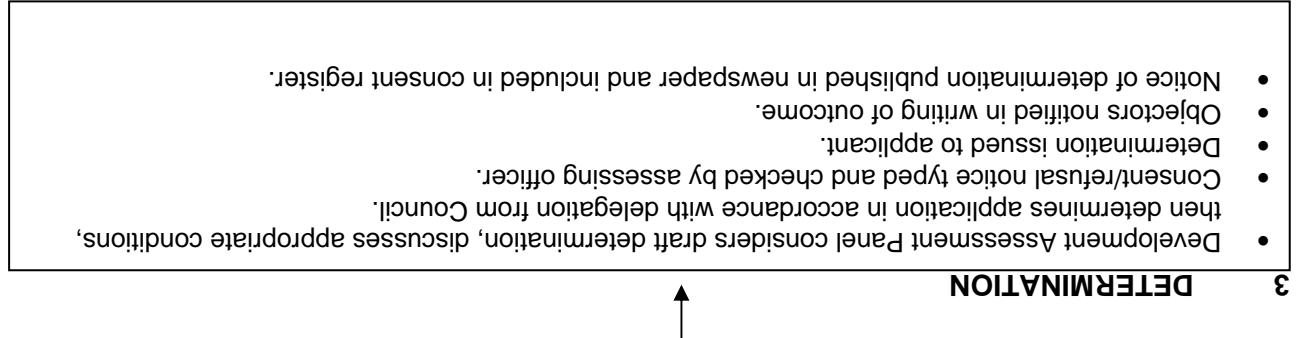 3 DETERMINATION
• Development Assessment Panel considers draft determination, discusses appropriate conditions,
then determines application in accordance with delegation from Council.
• Consent/refusal notice typed and checked by assessing officer.
• Determination issued to applicant.
• Objectors notified in writing of outcome.
• Notice of determination published in newspaper and included in consent register.